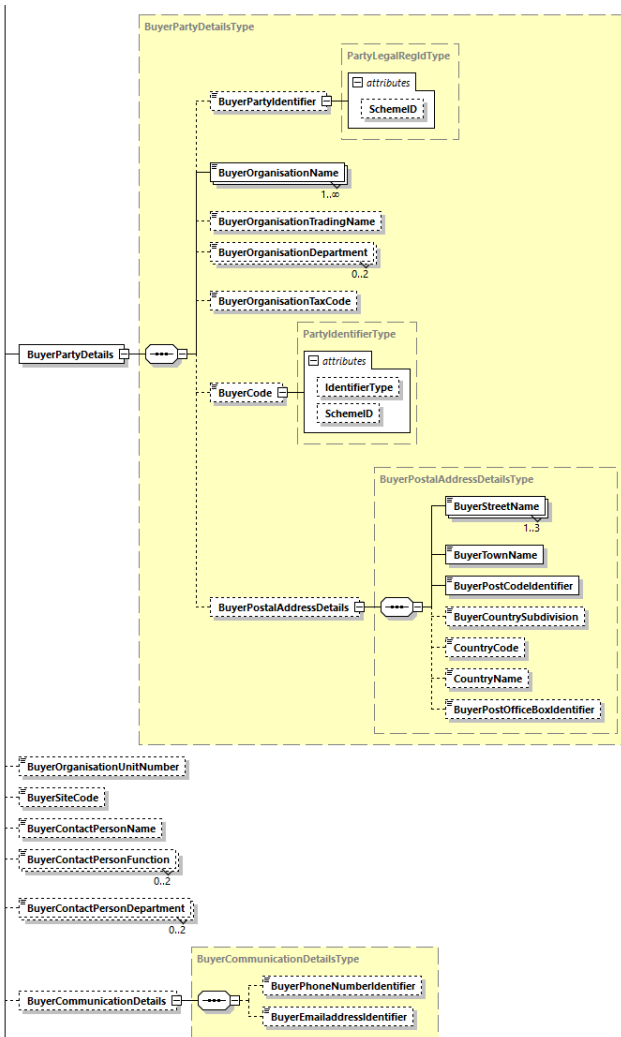 BuyerPartyDetailsType
PartyLegalRegIdType
attributes
BuyerPartyIdentifier
SchemeID
BuyerOrganisationName
1..∞
BuyerOrganisationTradingName
BuyerOrganisationDepartment
0..2
BuyerOrganisationTaxCode
PartyIdentifierType
BuyerPartyDetails
attributes
IdentifierType
BuyerCode
SchemeID
BuyerPostalAddressDetailsType
BuyerStreetName
1..3
BuyerTownName
BuyerPostCodeIdentifier
BuyerPostalAddressDetails
BuyerCountrySubdivision
CountryCode
CountryName
BuyerPostOfficeBoxIdentifier
BuyerOrganisationUnitNumber
BuyerSiteCode
BuyerContactPersonName
BuyerContactPersonFunction
0..2
BuyerContactPersonDepartment
0..2
BuyerCommunicationDetailsType
BuyerPhoneNumberIdentifier
BuyerCommunicationDetails
BuyerEmailaddressIdentifier